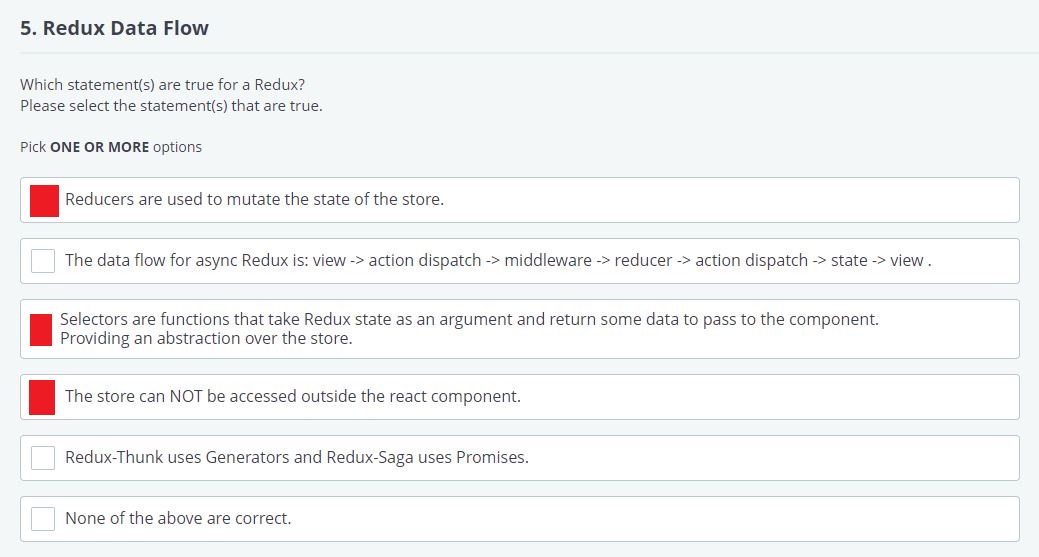 5. Redux Data Flow
Which statement(s) are true for a Redux?
Please select the statement(s) that are true.
Pick ONE OR MORE options
Reducers are used to mutate the state of the store.
The data flow for async Redux is: view -> action dispatch -> middleware -> reducer -> action dispatch -> state -> view .
Selectors are functions that take Redux state as an argument and return some data to pass to the component.
Providing an abstraction over the store.
The store can NOT be accessed outside the react component.
Redux-Thunk uses Generators and Redux-Saga uses Promises.
None of the above are correct.